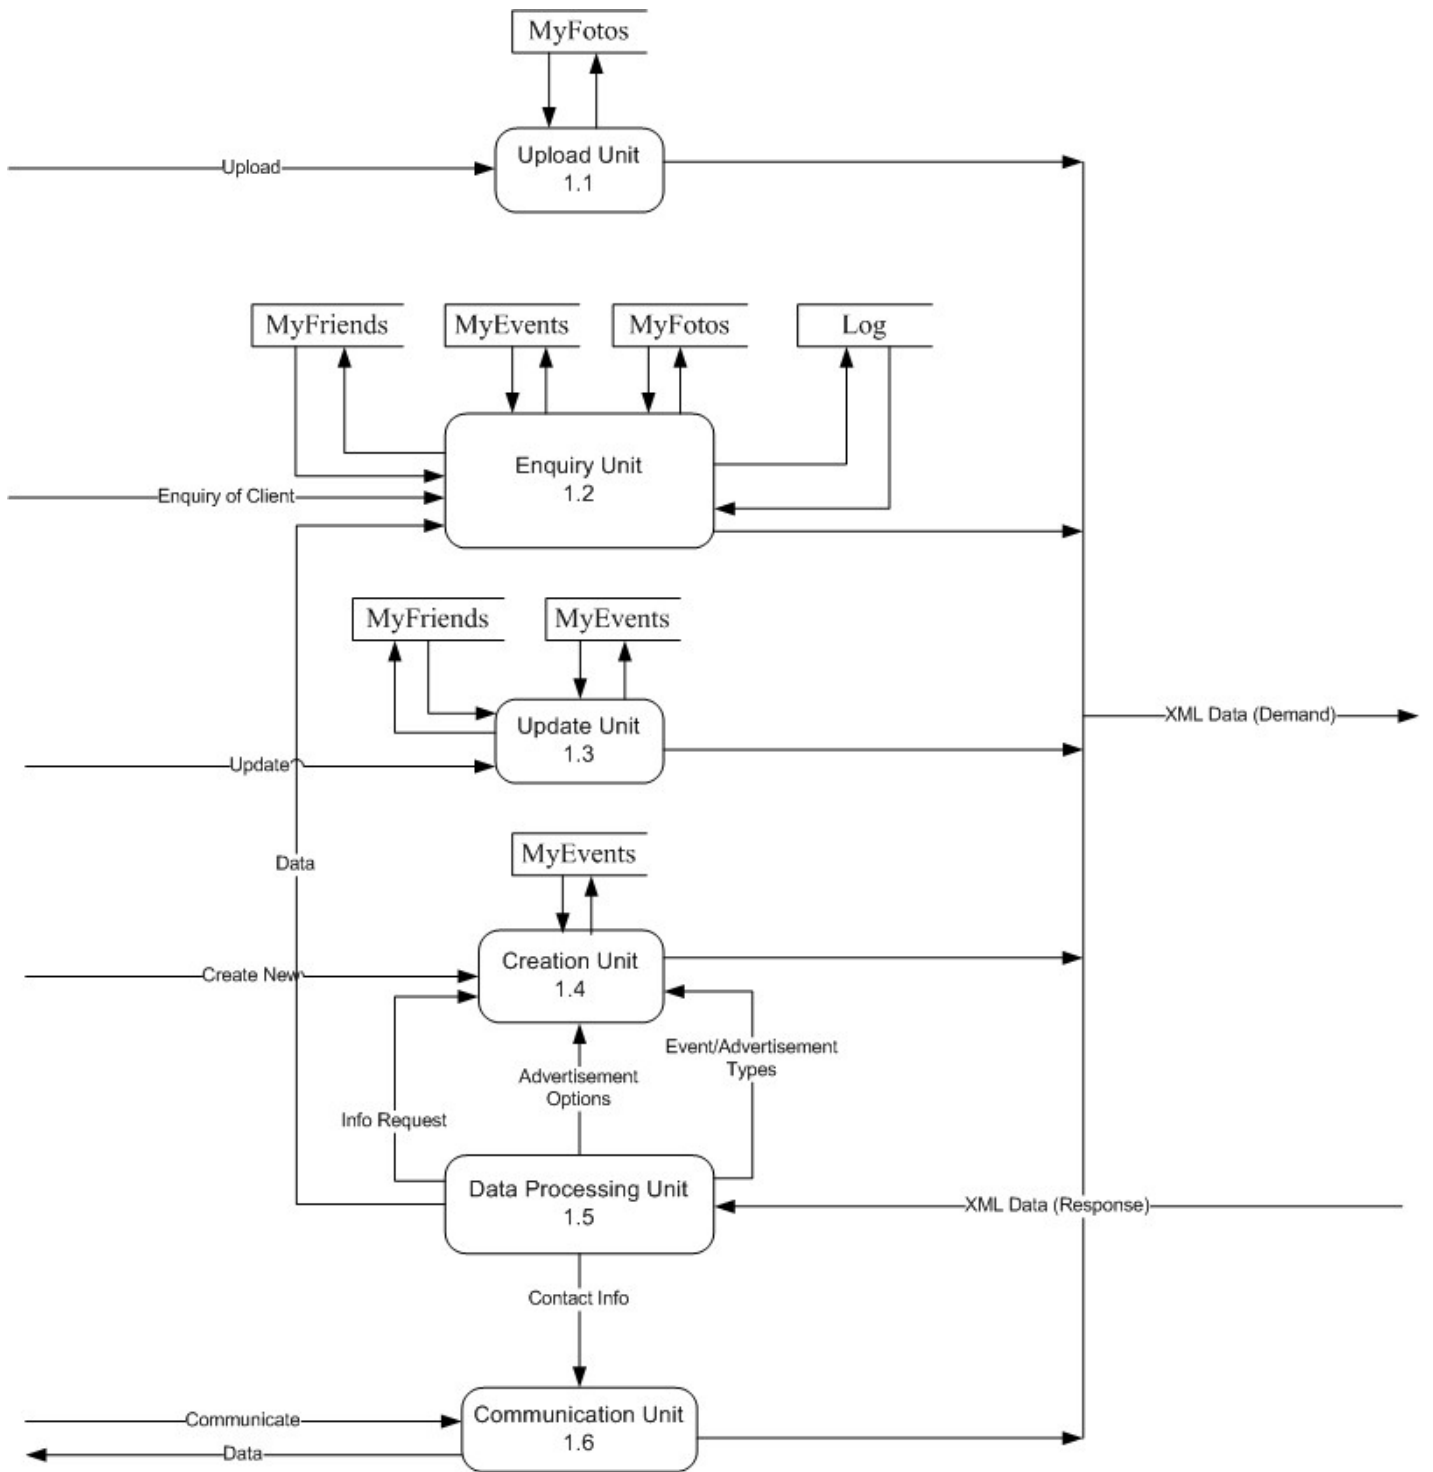 MyFotos
Upload Unit
1.1
Upload
MyFriends
MyEvents
MyFotos
Log
Enquiry Unit
1.2
Enquiry of Client
MyFriends
MyEvents
Update Unit
1.3
XML Data (Demand)
Update
Data
MyEvents
Creation Unit
1.4
Create New
Event/Advertisement
Types
Advertisement
Options
Info Request
Data Processing Unit
1.5
XML Data (Response)
Contact Info
Communication Unit
1.6
Communicate
Data